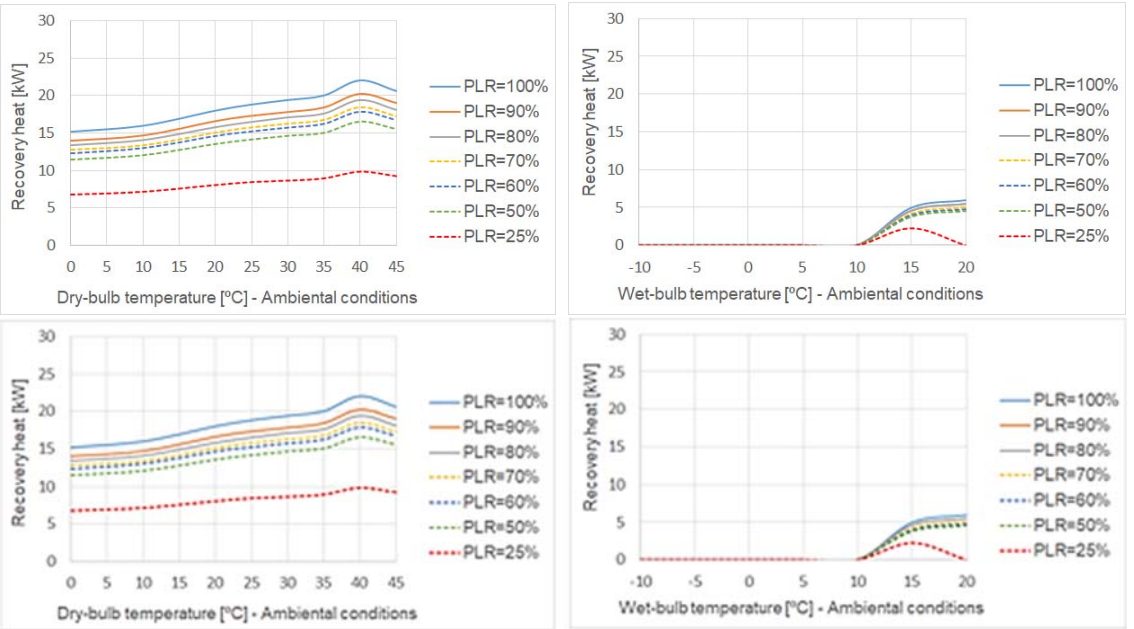 30
25
20
15
10
5
0
Recovery heat [kW]
0 5 10 15 20 25 30 35 40 45
Dry-bulb temperature [ºC] - Ambiental conditions
PLR=100%
PLR=90%
PLR=80%
PLR=70%
PLR=60%
PLR=50%
PLR=25%
30
25
20
15
10
5
0
Recovery heat [kW]
-10 -5 0 5 10 15 20
Wet-bulb temperature [ºC] - Ambiental conditions
PLR=100%
PLR=90%
PLR=80%
PLR=70%
PLR=60%
PLR=50%
PLR=25%
30
25
20
15
10
5
0
Recovery heat [kW]
0 5 10 15 20 25 30 35 40 45
Dry-bulb temperature [ºC] - Ambiental conditions
PLR=100%
PLR=90%
PLR=80%
PLR=70%
PLR=60%
PLR=50%
PLR=25%
30
25
20
15
10
5
0
Recovery heat [kW]
-10 -5 0 5 10 15 20
Wet-bulb temperature [ºC] - Ambiental conditions
PLR=100%
PLR=90%
PLR=80%
PLR=70%
PLR=60%
PLR=50%
PLR=25%